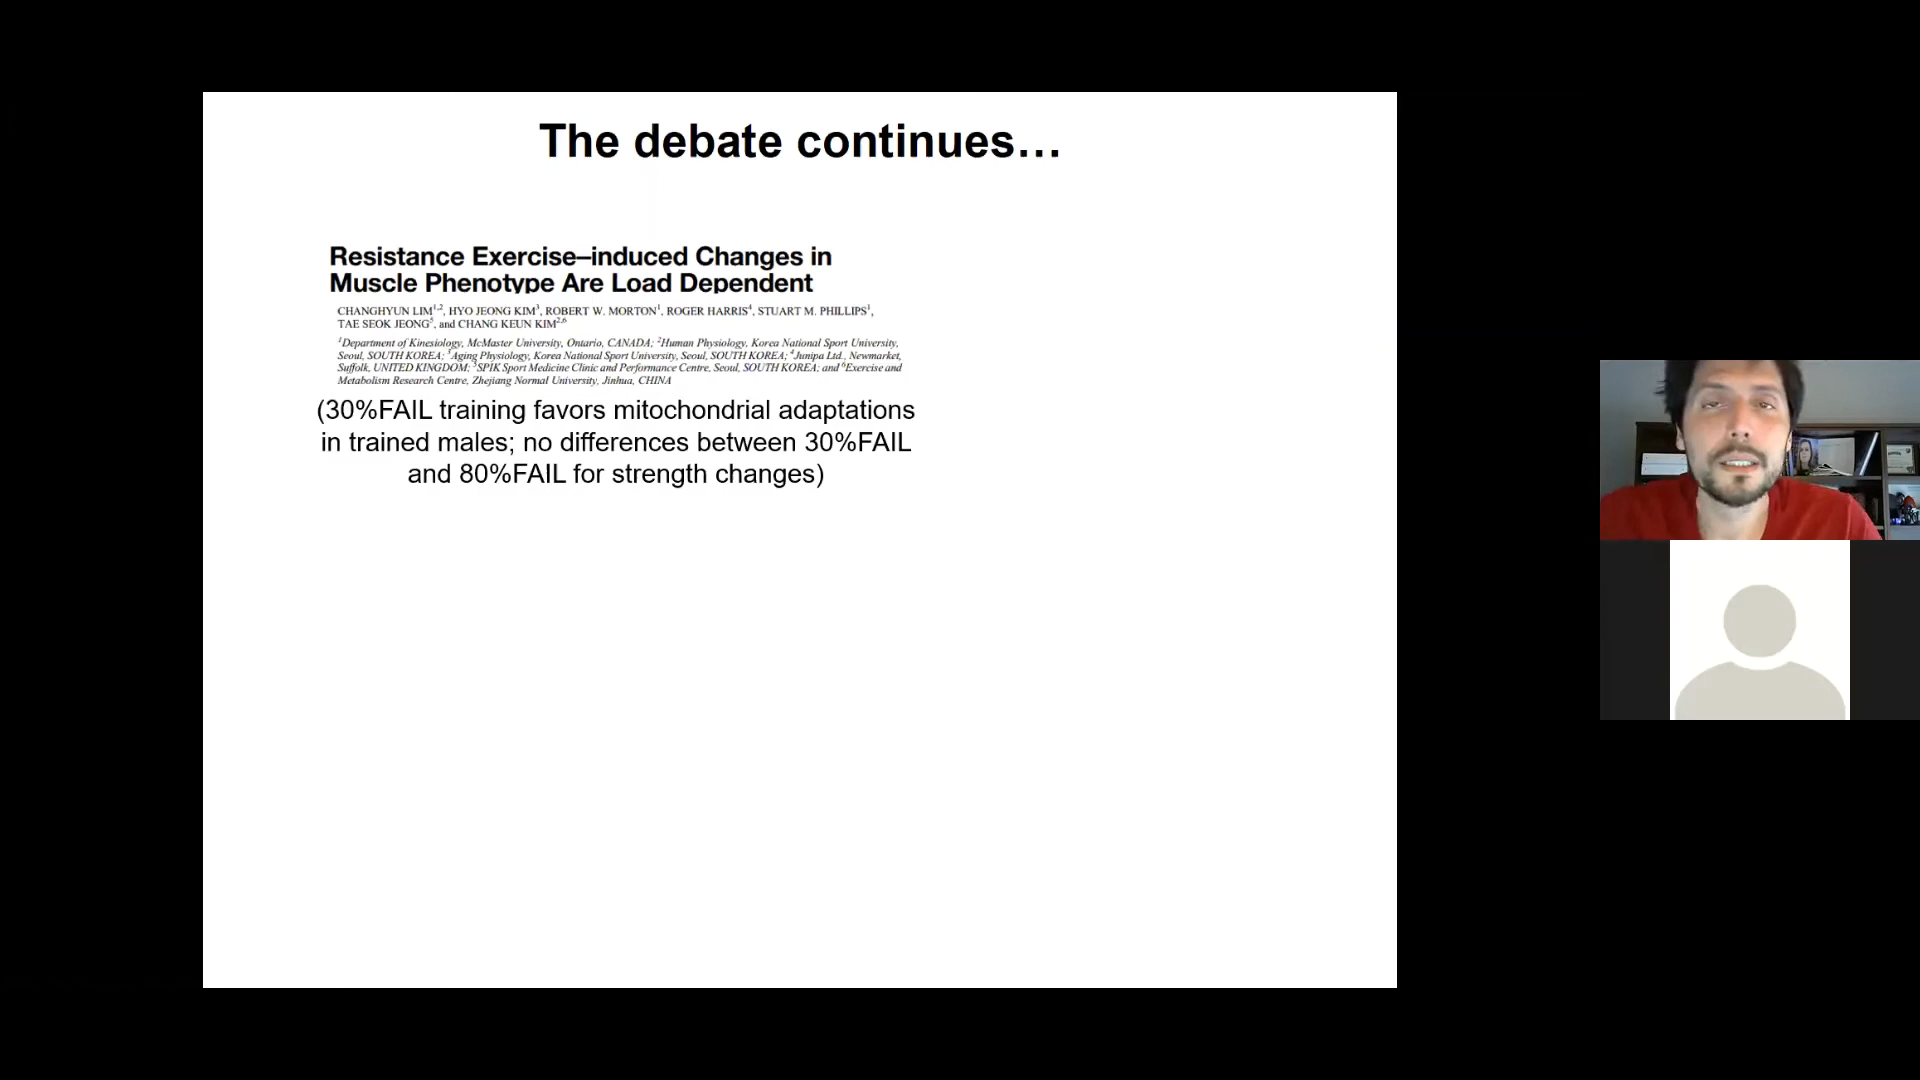 The debate continues…
Resistance Exercise–induced Changes in
Muscle Phenotype Are Load Dependent
CHANGHYUN LIM1,2, HYO JEONG KIM3, ROBERT W. MORTON1, ROGER HARRIS4, STUART M. PHILLIPS1,
TAE SEOK JEONG5, and CHANG KEUN KIM2,6
1Department of Kinesiology, McMaster University, Ontario, CANADA; 2Human Physiology, Korea National Sport University,
Seoul, SOUTH KOREA; 3Aging Physiology, Korea National Sport University, Seoul, SOUTH KOREA; 4Junipa Ltd., Newmarket,
Suffolk, UNITED KINGDOM; 5SPIK Sport Medicine Clinic and Performance Centre, Seoul, SOUTH KOREA; and 6Exercise and
Metabolism Research Centre, Zhejiang Normal University, Jinhua, CHINA
(30%FAIL training favors mitochondrial adaptations
in trained males; no differences between 30%FAIL
and 80%FAIL for strength changes)